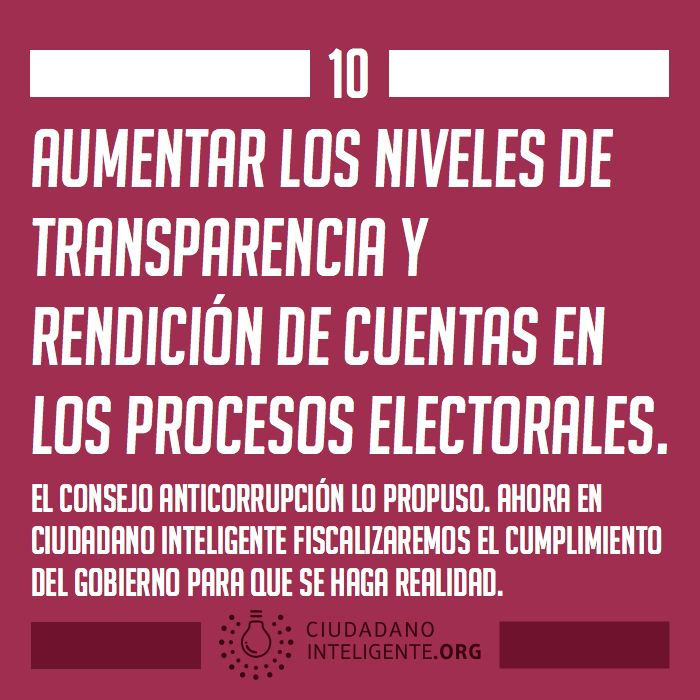 10
AUMENTAR LOS NIVELES DE
TRANSPARENCIA Y
RENDICIÓN DE CUENTAS EN
LOS PROCESOS ELECTORALES.
EL CONSEJO ANTICORRUPCIÓN LO PROPUSO. AHORA EN
CIUDADANO INTELIGENTE FISCALIZAREMOS EL CUMPLIMIENTO
DEL GOBIERNO PARA QUE SE HAGA REALIDAD.
CIUDADANO
INTELIGENTE.ORG